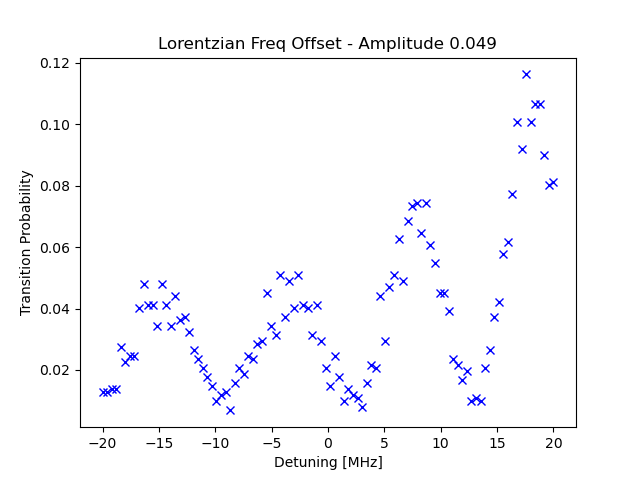 Lorentzian Freq Offset - Amplitude 0.049
0.12
0.10
0.08
0.06
0.04
0.02
Transition Probability
−20 −15 −10 −5 0 5 10 15 20
Detuning [MHz]